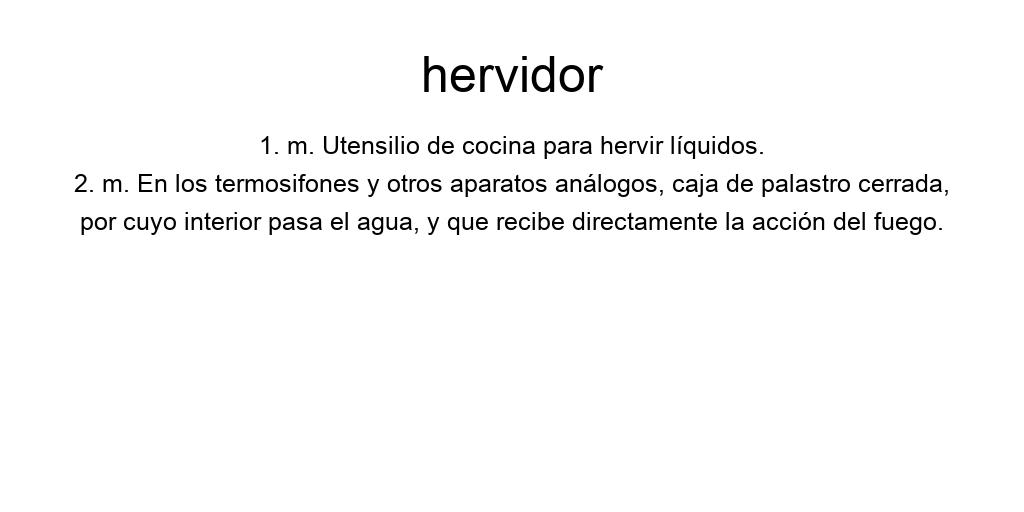 hervidor
1. m. Utensilio de cocina para hervir líquidos.
2. m. En los termosifones y otros aparatos análogos, caja de palastro cerrada,
por cuyo interior pasa el agua, y que recibe directamente la acción del fuego.